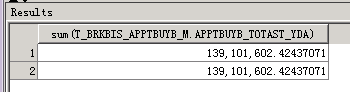 Results
sum(T_BRKBIS_APPTBUYB_M.APPTBUYB_TOTAST_YDA)
1 139,101,602.42437071
2 139,101,602.42437071